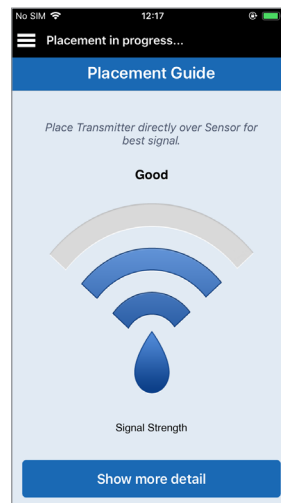 No SIM 12:17
Placement in progress...
Placement Guide
Place Transmitter directly over Sensor for
best signal.
Good
Signal Strength
Show more detail